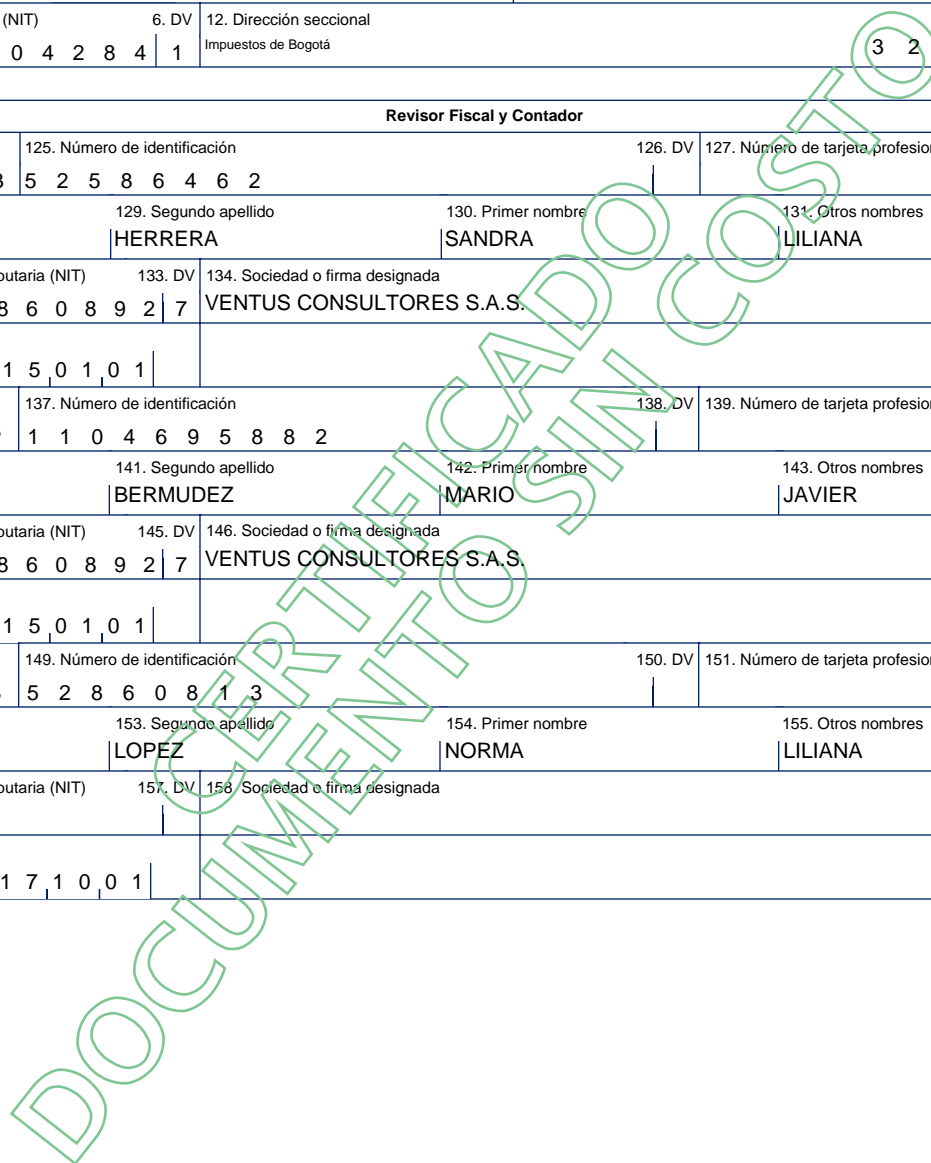 (NIT) 6. DV 12. Dirección seccional
0 4 2 8 4 1 Impuestos de Bogotá 3 2
Revisor Fiscal y Contador
125. Número de identificación 126. DV 127. Número de tarjeta profesion
5 2 5 8 6 4 6 2
129. Segundo apellido 130. Primer nombre 131. Otros nombres
HERRERA SANDRA LILIANA
butaria (NIT) 133. DV 134. Sociedad o firma designada
8 6 0 8 9 2 7 VENTUS CONSULTORES S.A.S.
1 5 0 1 0 1
137. Número de identificación 138. DV 139. Número de tarjeta profesion
1 1 0 4 6 9 5 8 8 2
141. Segundo apellido 142. Primer nombre 143. Otros nombres
BERMUDEZ MARIO JAVIER
butaria (NIT) 145. DV 146. Sociedad o firma designada
8 6 0 8 9 2 7 VENTUS CONSULTORES S.A.S.
1 5 0 1 0 1
149. Número de identificación 150. DV 151. Número de tarjeta profesion
5 2 8 6 0 8 1 3
153. Segundo apellido 154. Primer nombre 155. Otros nombres
LOPEZ NORMA LILIANA
butaria (NIT) 157. DV 158. Sociedad o firma designada
1 7 1 0 0 1
CERTIFICADO
DOCUMENTO SIN COSTO